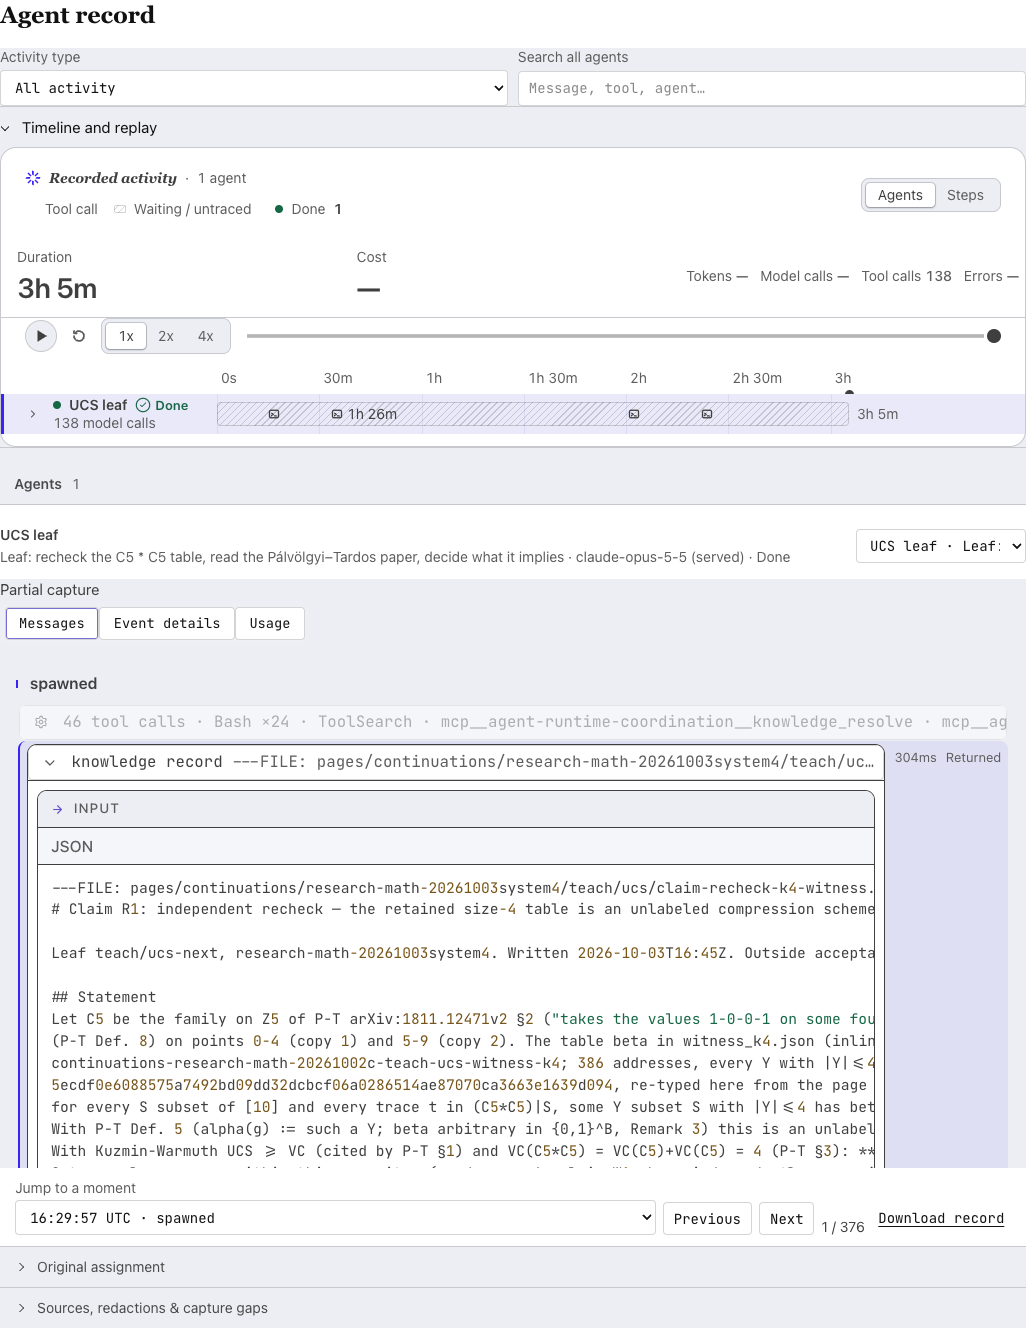 Agent record
Activity type
Search all agents
All activity
Message, tool, agent…
Timeline and replay
Recorded activity · 1 agent
Tool call Waiting / untraced Done 1
Agents Steps
Duration
Cost
3h 5m
—
Tokens — Model calls — Tool calls 138 Errors —
1x 2x 4x
0s 30m 1h 1h 30m 2h 2h 30m 3h
UCS leaf Done
138 model calls
1h 26m
3h 5m
Agents 1
UCS leaf
Leaf: recheck the C5 * C5 table, read the Pálvölgyi–Tardos paper, decide what it implies · claude-opus-5-5 (served) · Done
UCS leaf · Leaf:
Partial capture
Messages Event details Usage
spawned
46 tool calls · Bash ×24 · ToolSearch · mcp__agent-runtime-coordination__knowledge_resolve · mcp__ag
knowledge record ---FILE: pages/continuations/research-math-20261003system4/teach/uc…
304ms Returned
INPUT
JSON
---FILE: pages/continuations/research-math-20261003system4/teach/ucs/claim-recheck-k4-witness.
# Claim R1: independent recheck — the retained size-4 table is an unlabeled compression scheme
Leaf teach/ucs-next, research-math-20261003system4. Written 2026-10-03T16:45Z. Outside accepta
## Statement
Let C5 be the family on Z5 of P-T arXiv:1811.12471v2 §2 ("takes the values 1-0-0-1 on some fou
(P-T Def. 8) on points 0-4 (copy 1) and 5-9 (copy 2). The table beta in witness_k4.json (inlin
continuations-research-math-20261002c-teach-ucs-witness-k4; 386 addresses, every Y with |Y|<=4
5ecdf0e6088575a7492bd09dd32dcbcf06a0286514ae87070ca3663e1639d094, re-typed here from the page
for every S subset of [10] and every trace t in (C5*C5)|S, some Y subset S with |Y|<=4 has bet
With P-T Def. 5 (alpha(g) := such a Y; beta arbitrary in {0,1}^B, Remark 3) this is an unlabel
With Kuzmin-Warmuth UCS >= VC (cited by P-T §1) and VC(C5*C5) = VC(C5)+VC(C5) = 4 (P-T §3): **
Jump to a moment
16:29:57 UTC · spawned
Previous Next 1 / 376 Download record
Original assignment
Sources, redactions & capture gaps